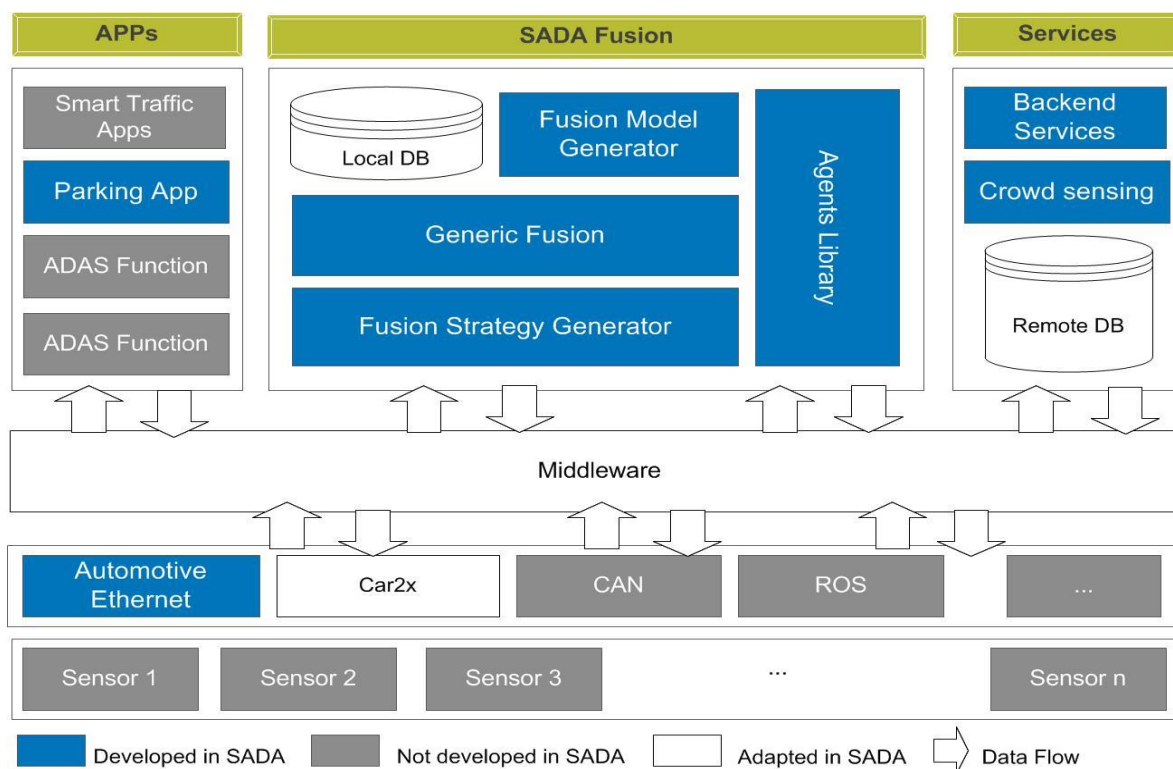 APPs
SADA Fusion
Services
Smart Traffic
Apps
Parking App
ADAS Function
ADAS Function
Local DB
Fusion Model
Generator
Generic Fusion
Fusion Strategy Generator
Agents Library
Backend
Services
Crowd sensing
Remote DB
Middleware
Automotive
Ethernet
Car2x
CAN
ROS
...
Sensor 1
Sensor 2
Sensor 3
...
Sensor n
Developed in SADA
Not developed in SADA
Adapted in SADA
Data Flow